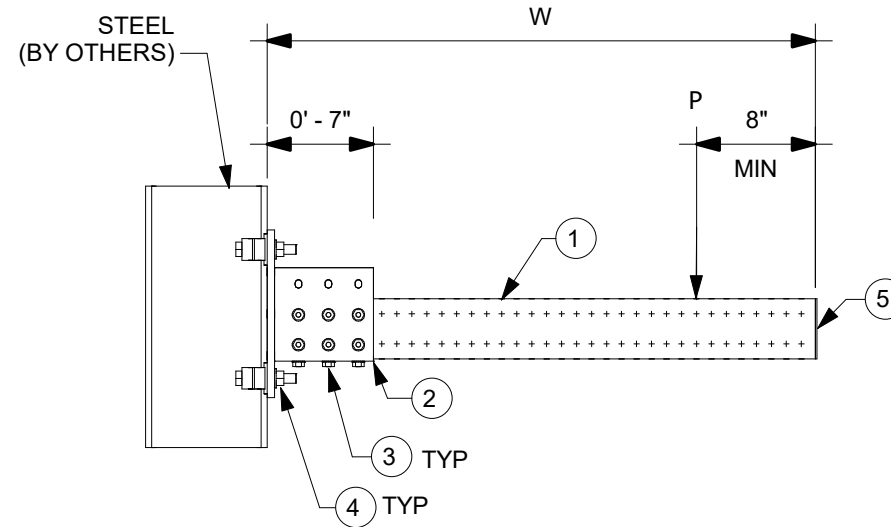 STEEL
(BY OTHERS)
W
P
0' - 7"
8"
MIN
1
5
2
3 TYP
4 TYP